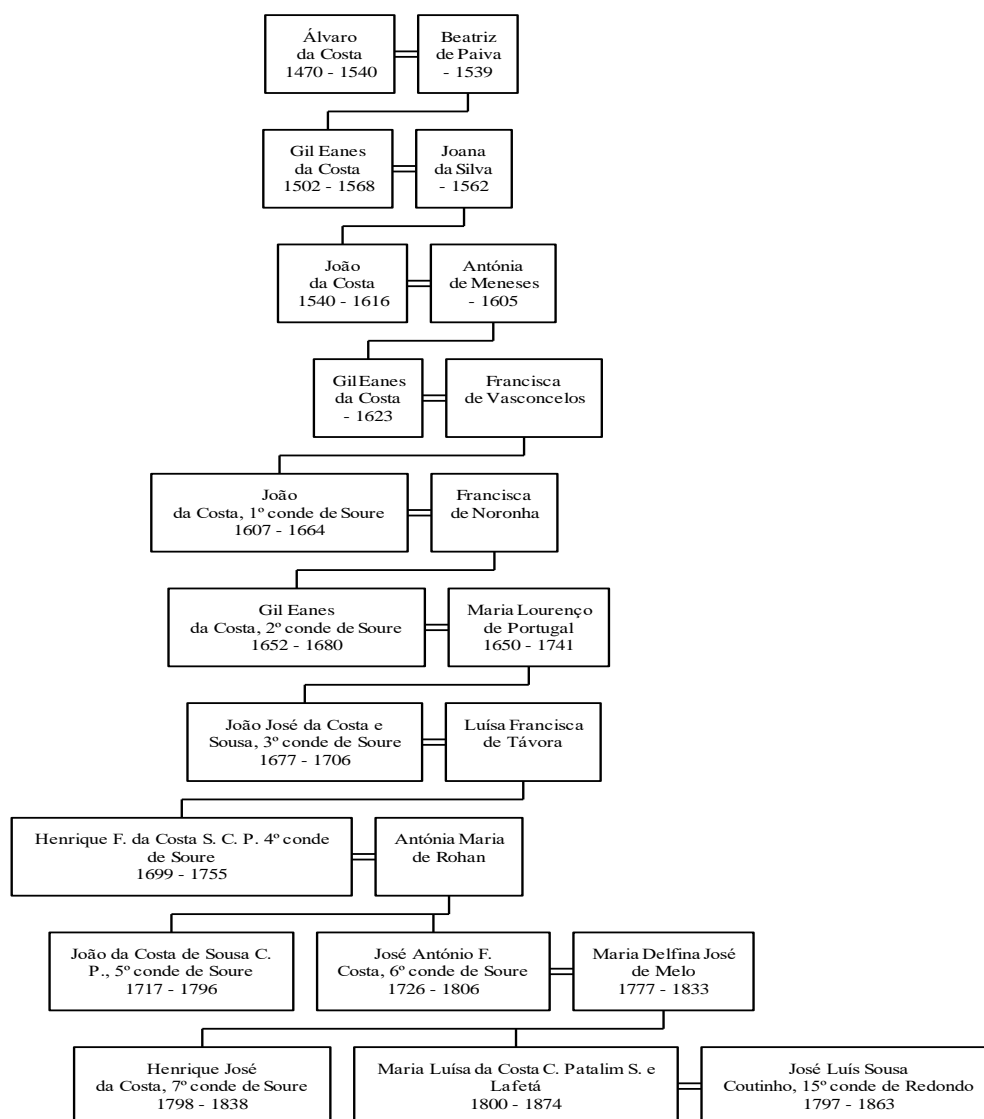 Álvaro
da Costa
1470 - 1540
Beatriz
de Paiva
- 1539
Gil Eanes
da Costa
1502 - 1568
Joana
da Silva
- 1562
João
da Costa
1540 - 1616
Antónia
de Meneses
- 1605
Gil Eanes
da Costa
- 1623
Francisca
de Vasconcelos
João
da Costa, 1º conde de Soure
1607 - 1664
Francisca
de Noronha
Gil Eanes
da Costa, 2º conde de Soure
1652 - 1680
Maria Lourenço
de Portugal
1650 - 1741
João José da Costa e
Sousa, 3º conde de Soure
1677 - 1706
Luísa Francisca
de Távora
Henrique F. da Costa S. C. P. 4º conde
de Soure
1699 - 1755
Antónia Maria
de Rohan
João da Costa de Sousa C.
P., 5º conde de Soure
1717 - 1796
José António F.
Costa, 6º conde de Soure
1726 - 1806
Maria Delfina José
de Melo
1777 - 1833
Henrique José
da Costa, 7º conde de Soure
1798 - 1838
Maria Luísa da Costa C. Patalim S. e
Lafetá
1800 - 1874
José Luís Sousa
Coutinho, 15º conde de Redondo
1797 - 1863